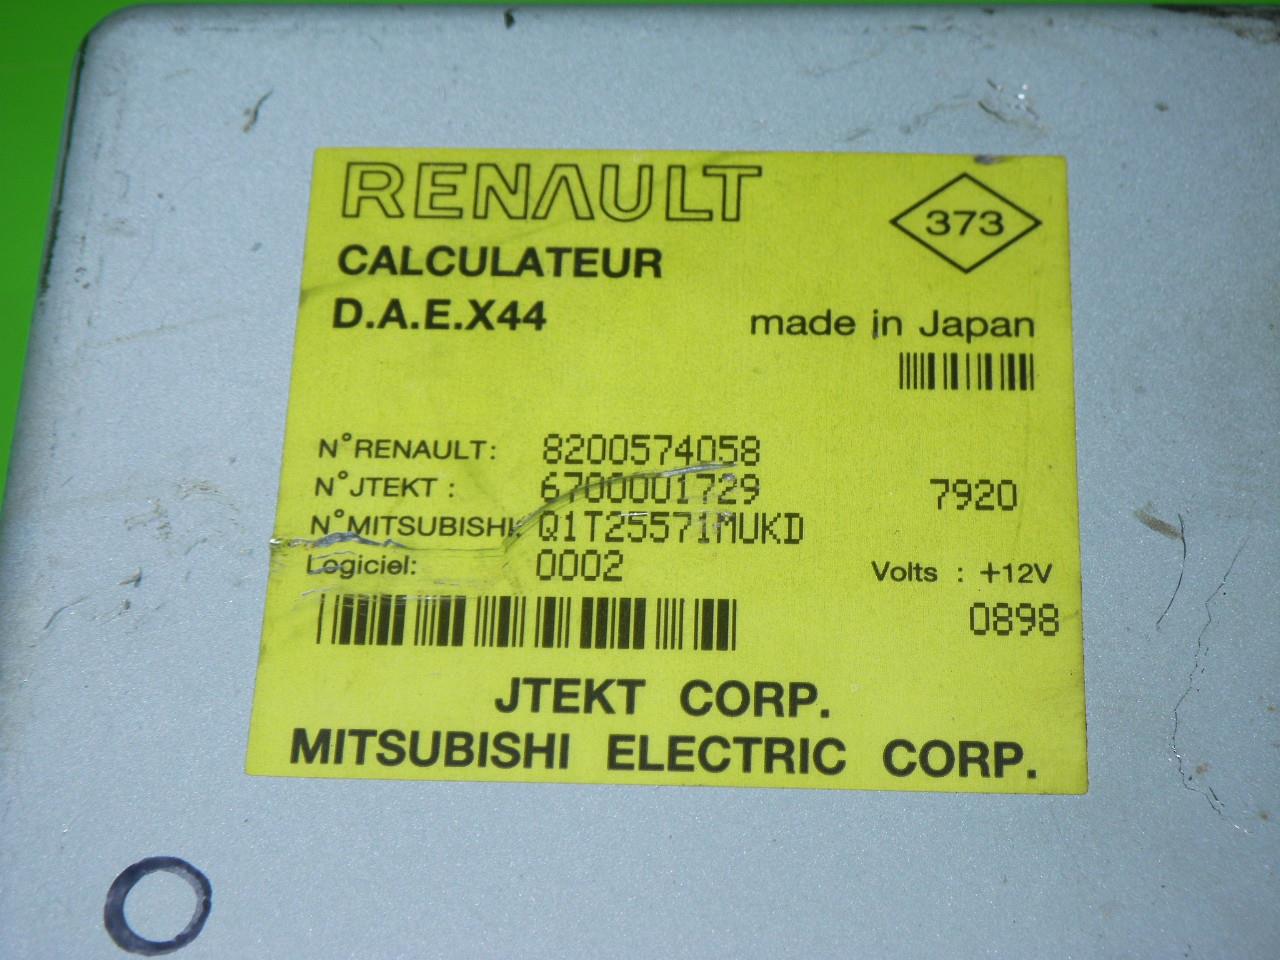 RENAULT
373
CALCULATEUR
D.A.E.X44
made in Japan
N°RENAULT: 8200574058
N°JTEKT : 6700001729 7920
N°MITSUBISHI: Q1T25571MUKD
Logiciel: 0002 Volts : +12V
0898
JTEKT CORP.
MITSUBISHI ELECTRIC CORP.